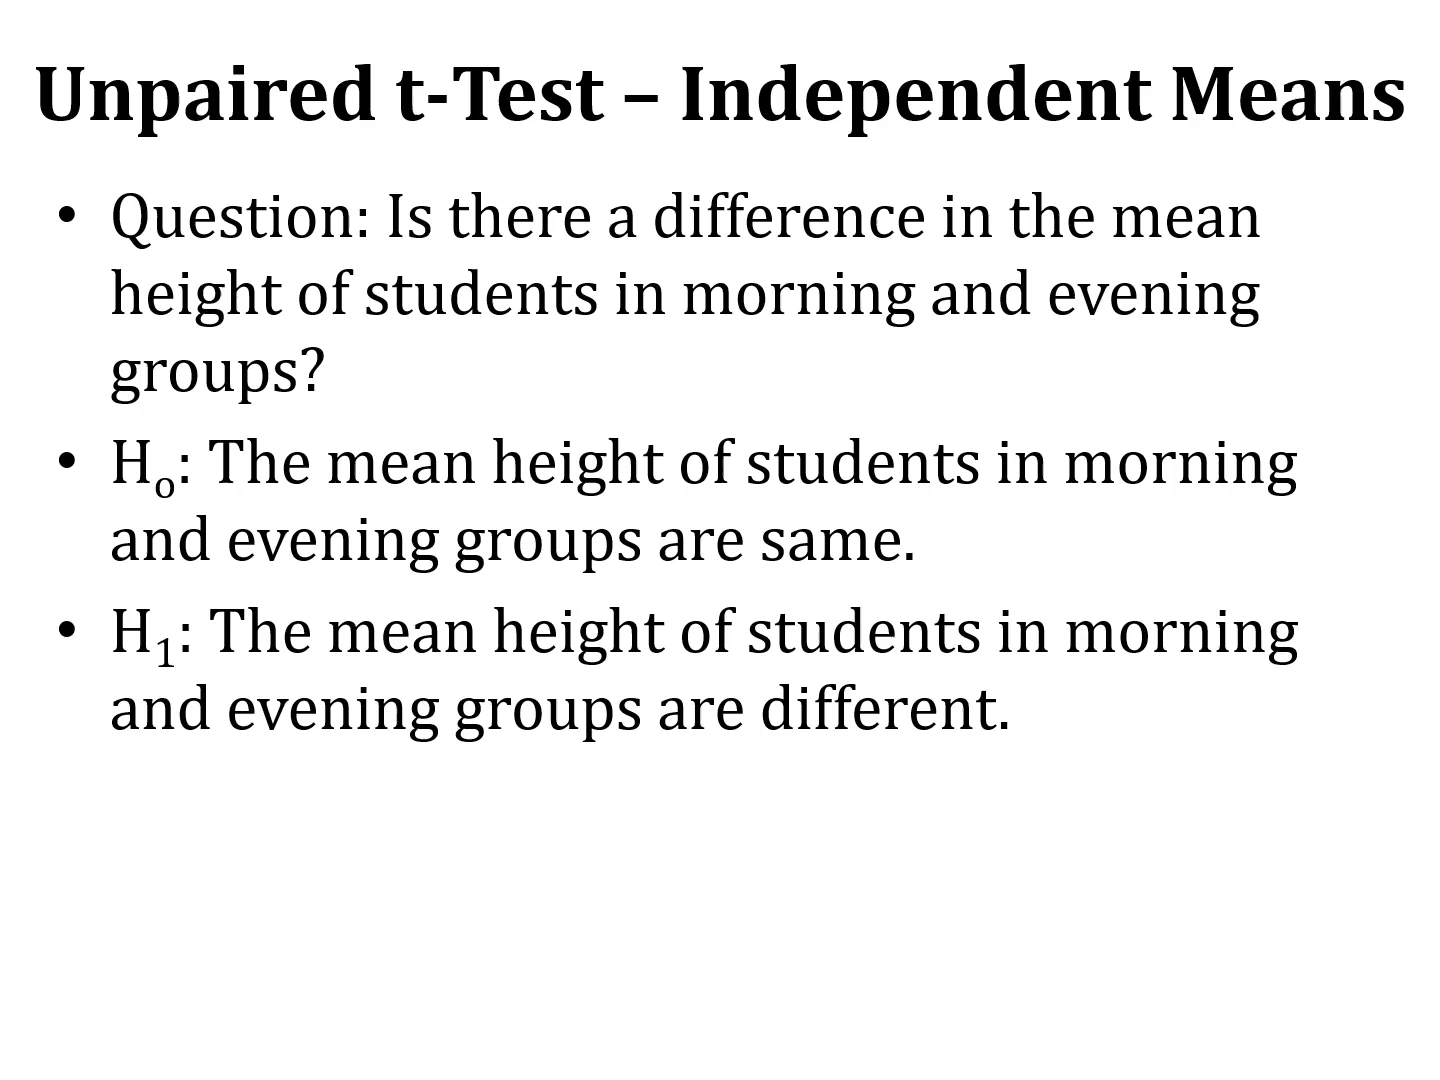 Unpaired t-Test – Independent Means
• Question: Is there a difference in the mean
height of students in morning and evening
groups?
• Ho: The mean height of students in morning
and evening groups are same.
• H1: The mean height of students in morning
and evening groups are different.